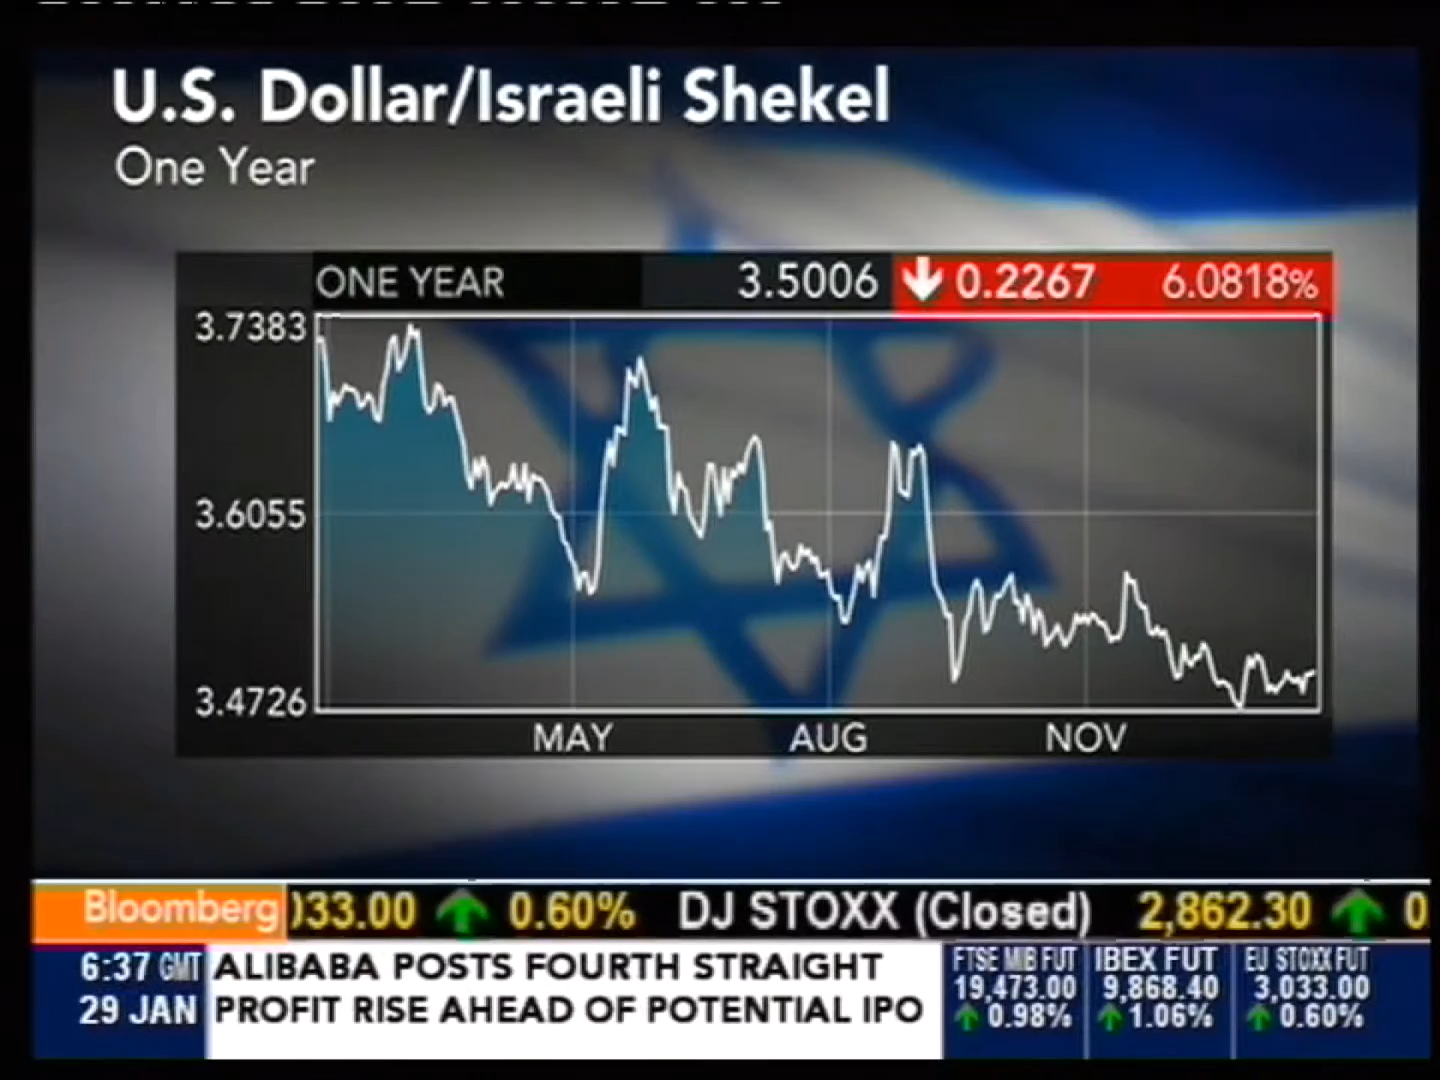 U.S. Dollar/Israeli Shekel
One Year
ONE YEAR 3.5006 0.2267 6.0818%
3.7383
3.6055
3.4726
MAY AUG NOV
Bloomberg 33.00 0.60% DJ STOXX (Closed) 2,862.30 0
6:37 GMT
29 JAN
ALIBABA POSTS FOURTH STRAIGHT
PROFIT RISE AHEAD OF POTENTIAL IPO
FTSE MIB FUT
19,473.00
0.98%
IBEX FUT
9,868.40
1.06%
EU STOXX FUT
3,033.00
0.60%